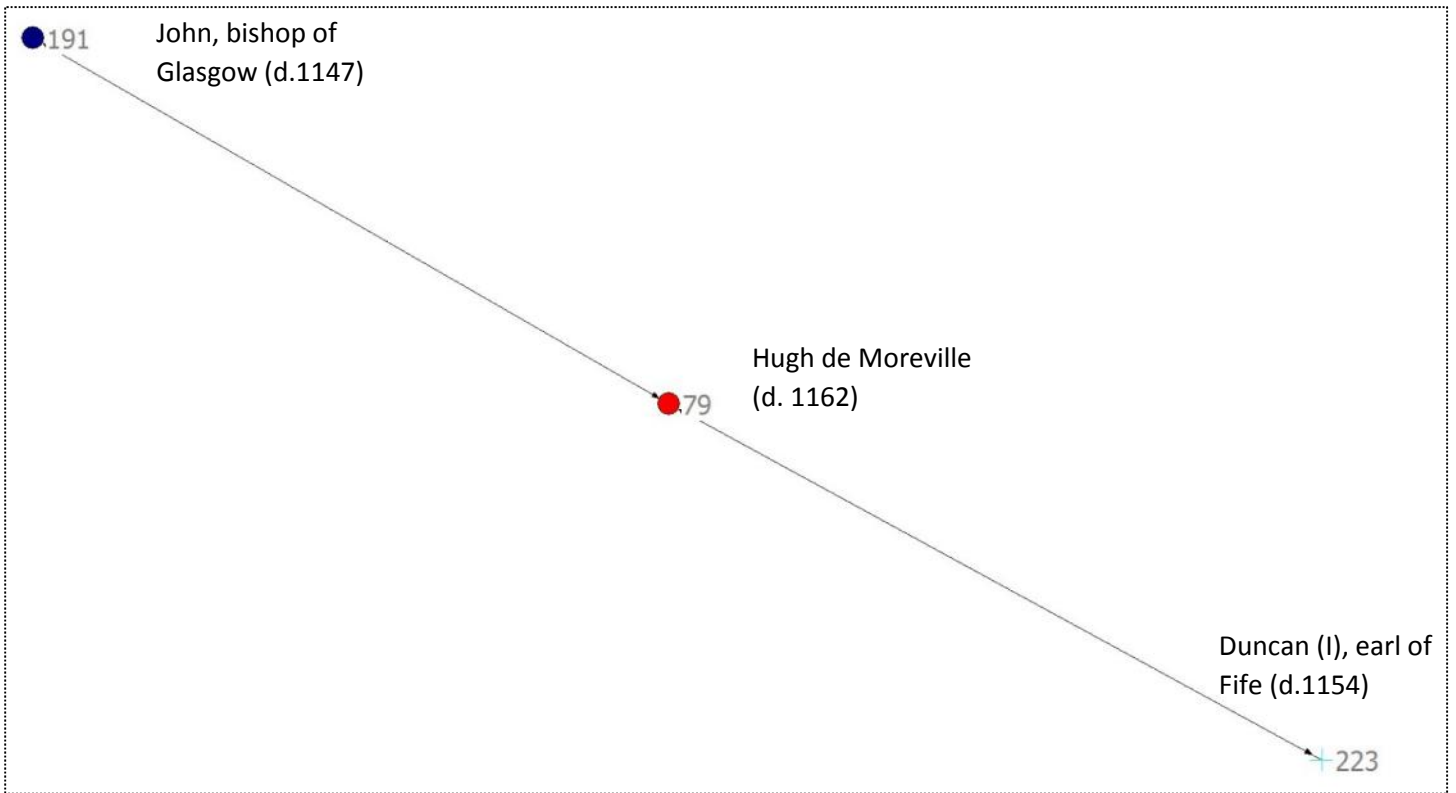 191
John, bishop of
Glasgow (d.1147)
79
Hugh de Moreville
(d. 1162)
Duncan (I), earl of
Fife (d.1154)
223